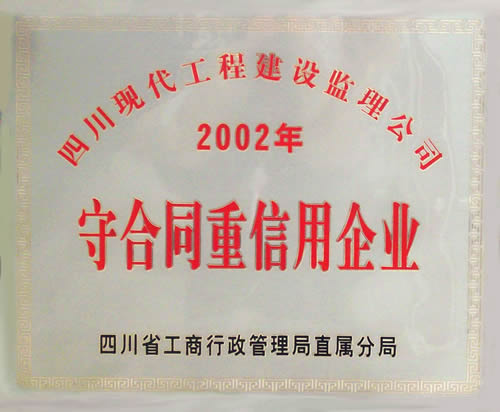 四川现代工程建设监理公司
2002年
守合同重信用企业
四川省工商行政管理局直属分局